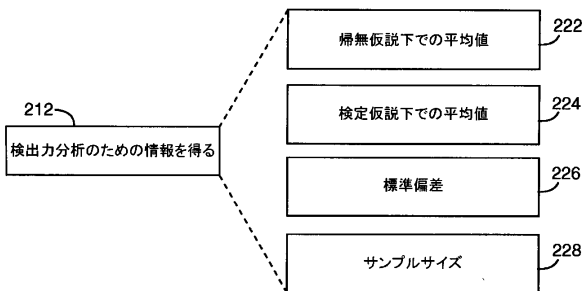 222
帰無仮説下での平均値
212
224
検定仮説下での平均値
検出力分析のための情報を得る
226
標準偏差
228
サンプルサイズ